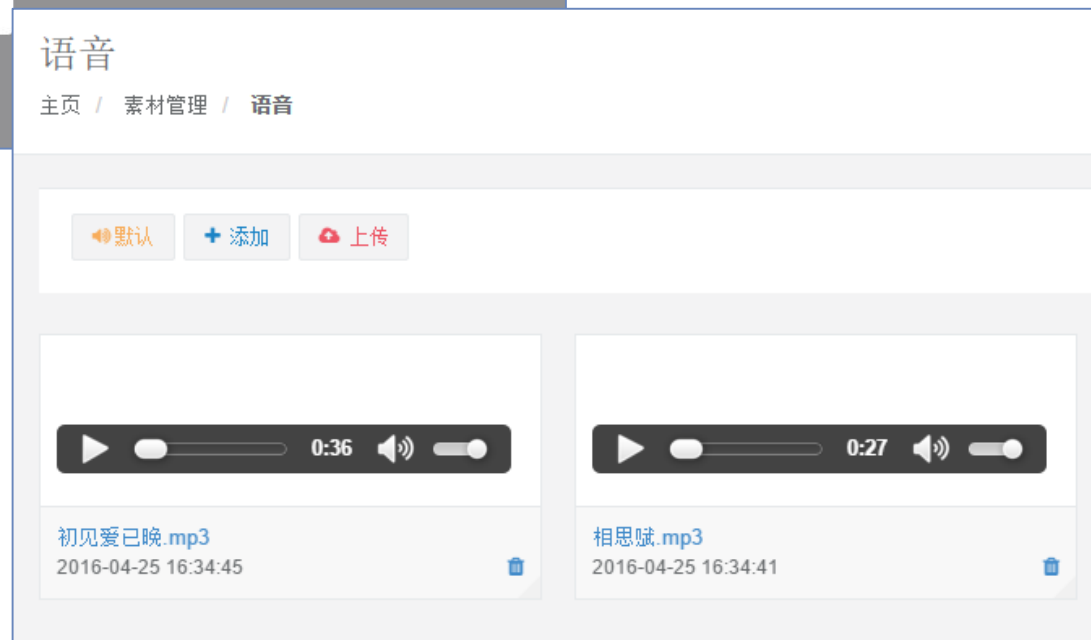 语音
主页 / 素材管理 / 语音
默认 添加 上传
0:36 0:27
初见爱已晚.mp3 相思赋.mp3
2016-04-25 16:34:45 2016-04-25 16:34:41